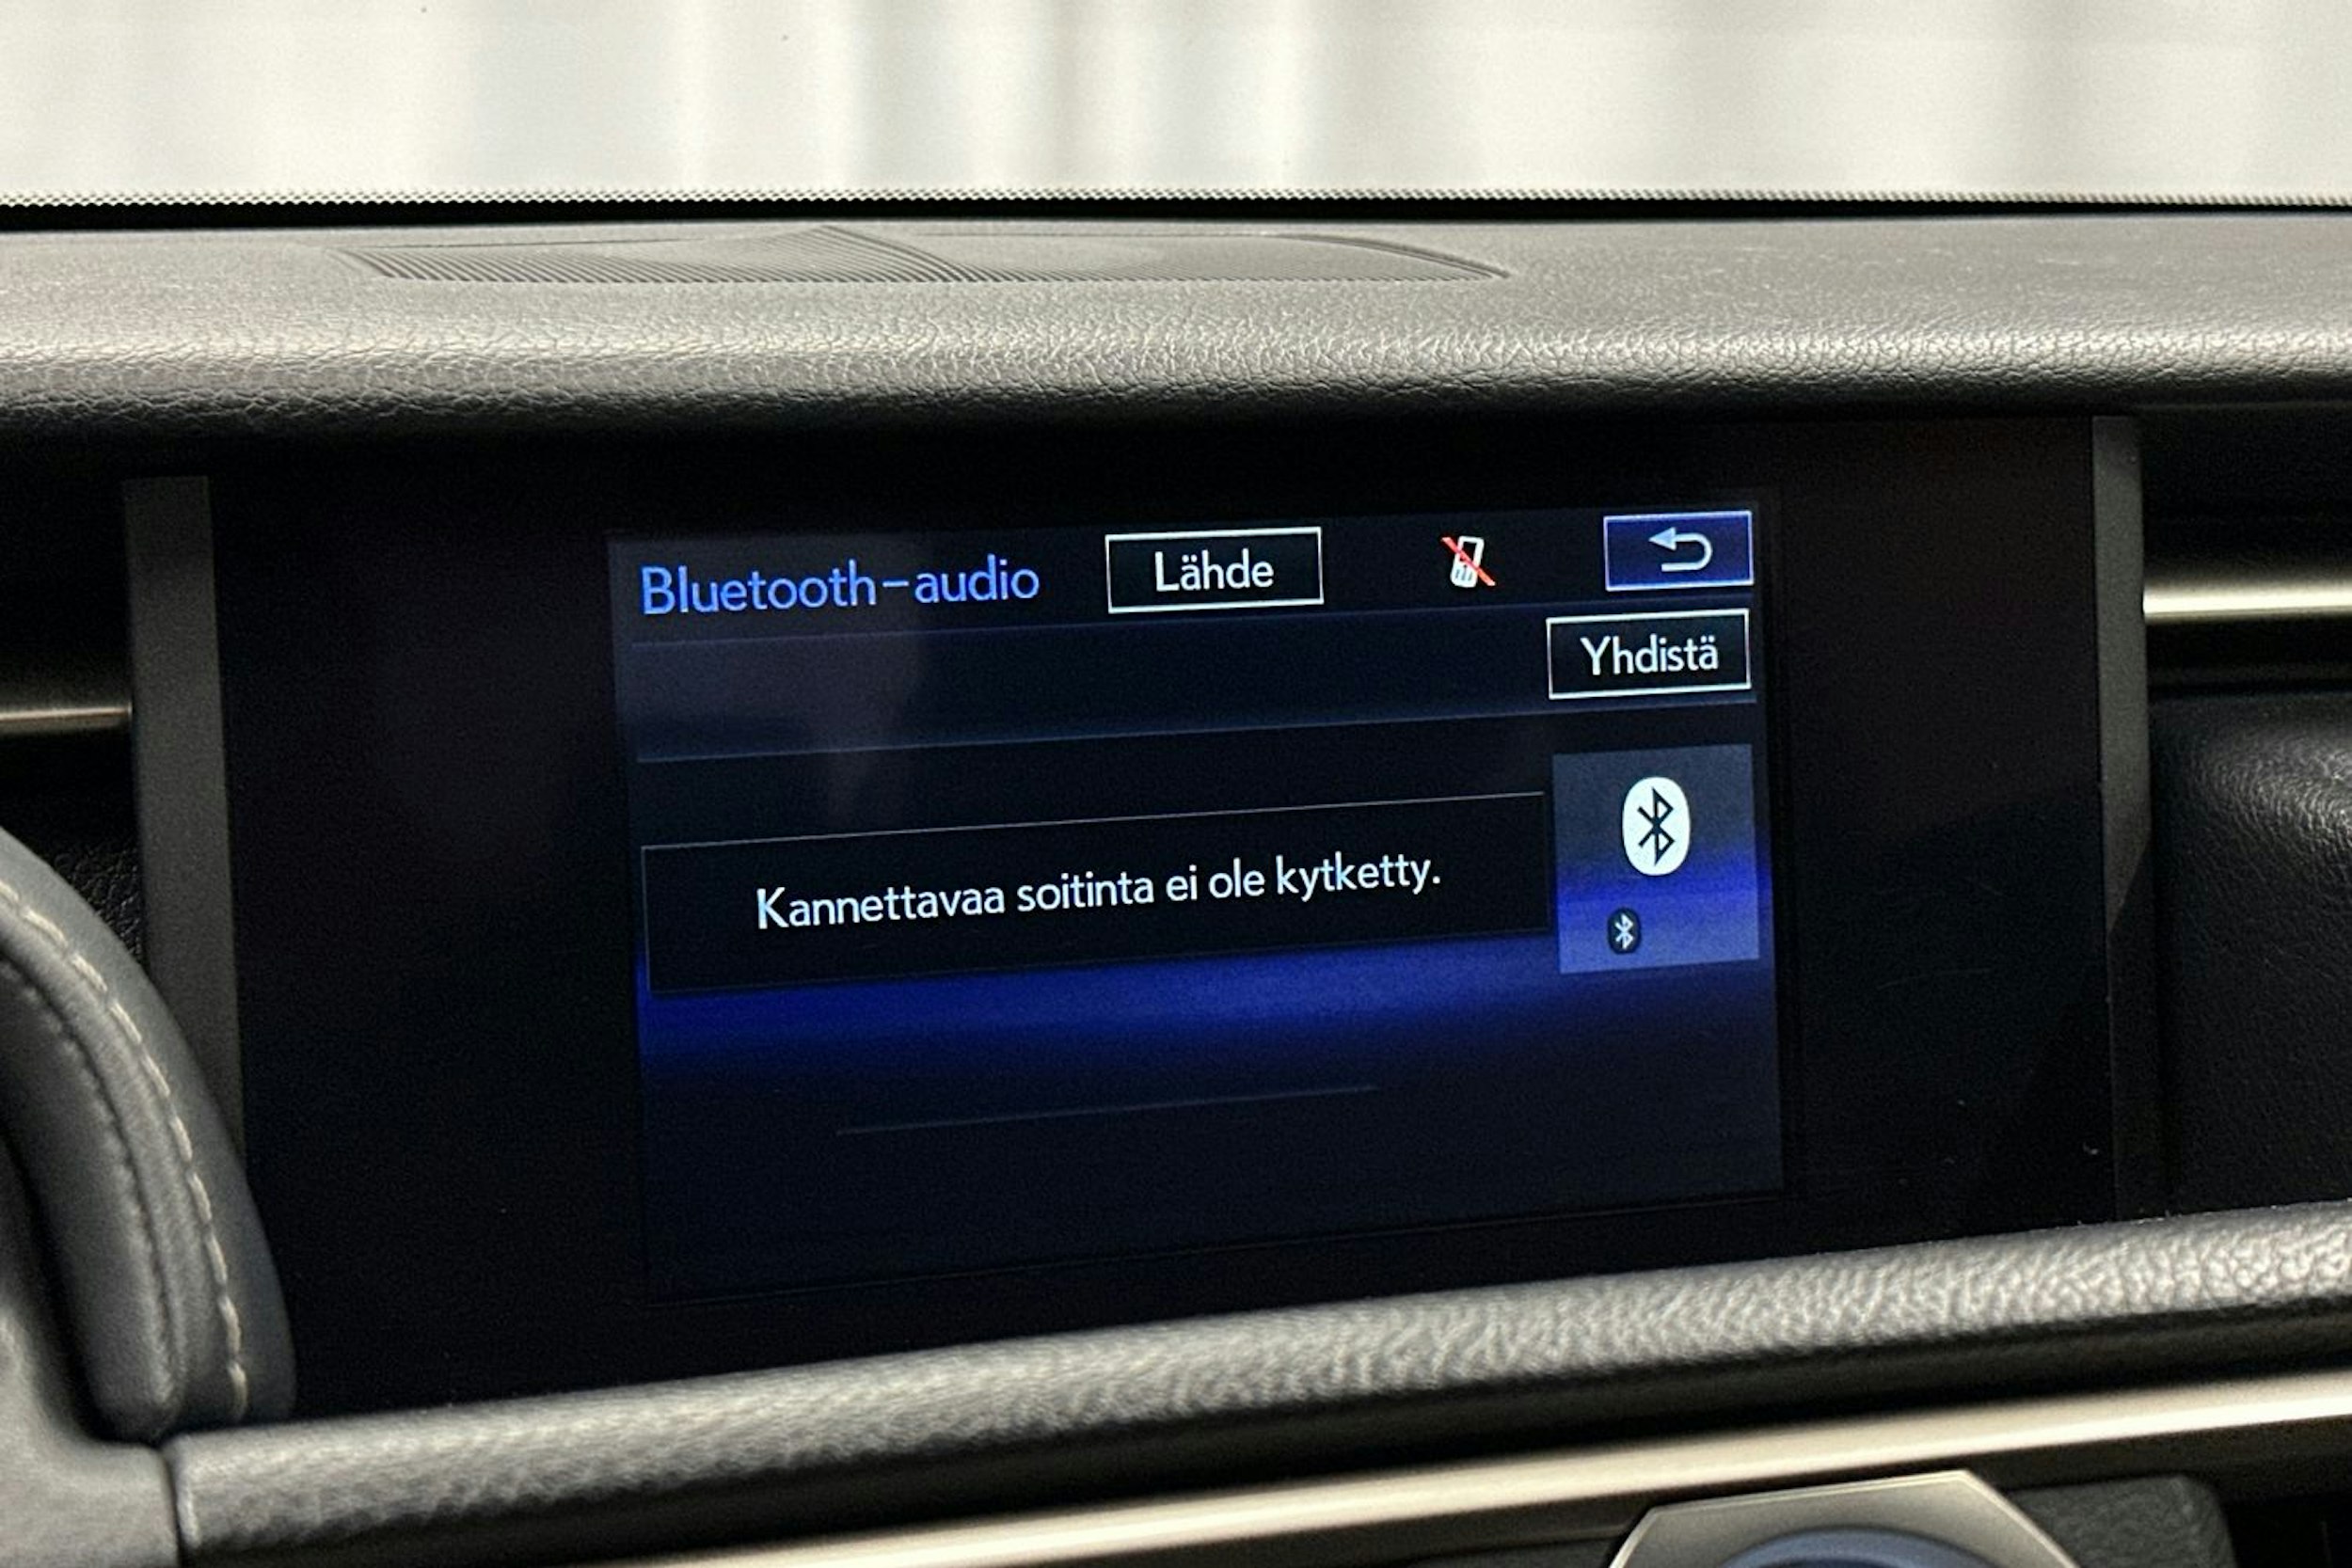 Bluetooth-audio
Lähde
Yhdistä
Kannettavaa soitinta ei ole kytketty.